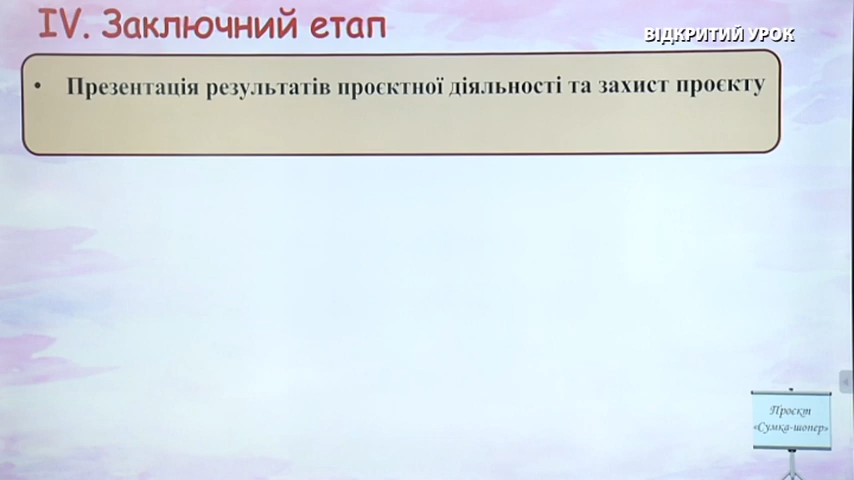 IV. Заключний етап
ВІДКРИТИЙ УРОК
• Презентація результатів проєктної діяльності та захист проєкту
Проєкт
«Сумка-шопер»